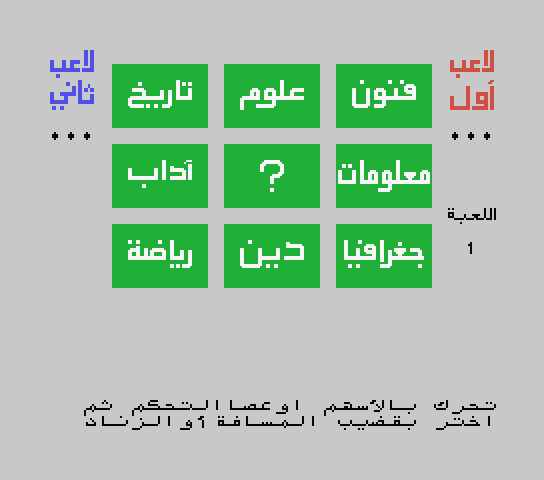 لاعب أول
فنون
علوم
تاريخ
لاعب ثاني
معلومات
?
آداب
اللعبة
1
جغرافيا
دين
رياضة
تحرك بالأسهم او عصا التحكم ثم
اختر بقضيب المسافة أو الزناد